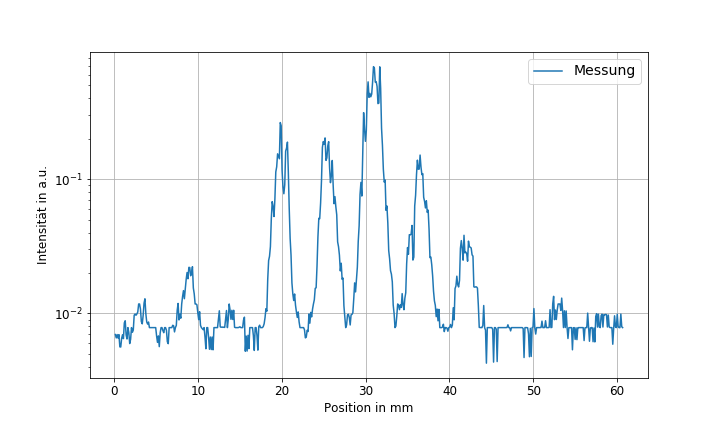 Messung
Intensität in a.u.
10⁻¹
10⁻²
0 10 20 30 40 50 60
Position in mm